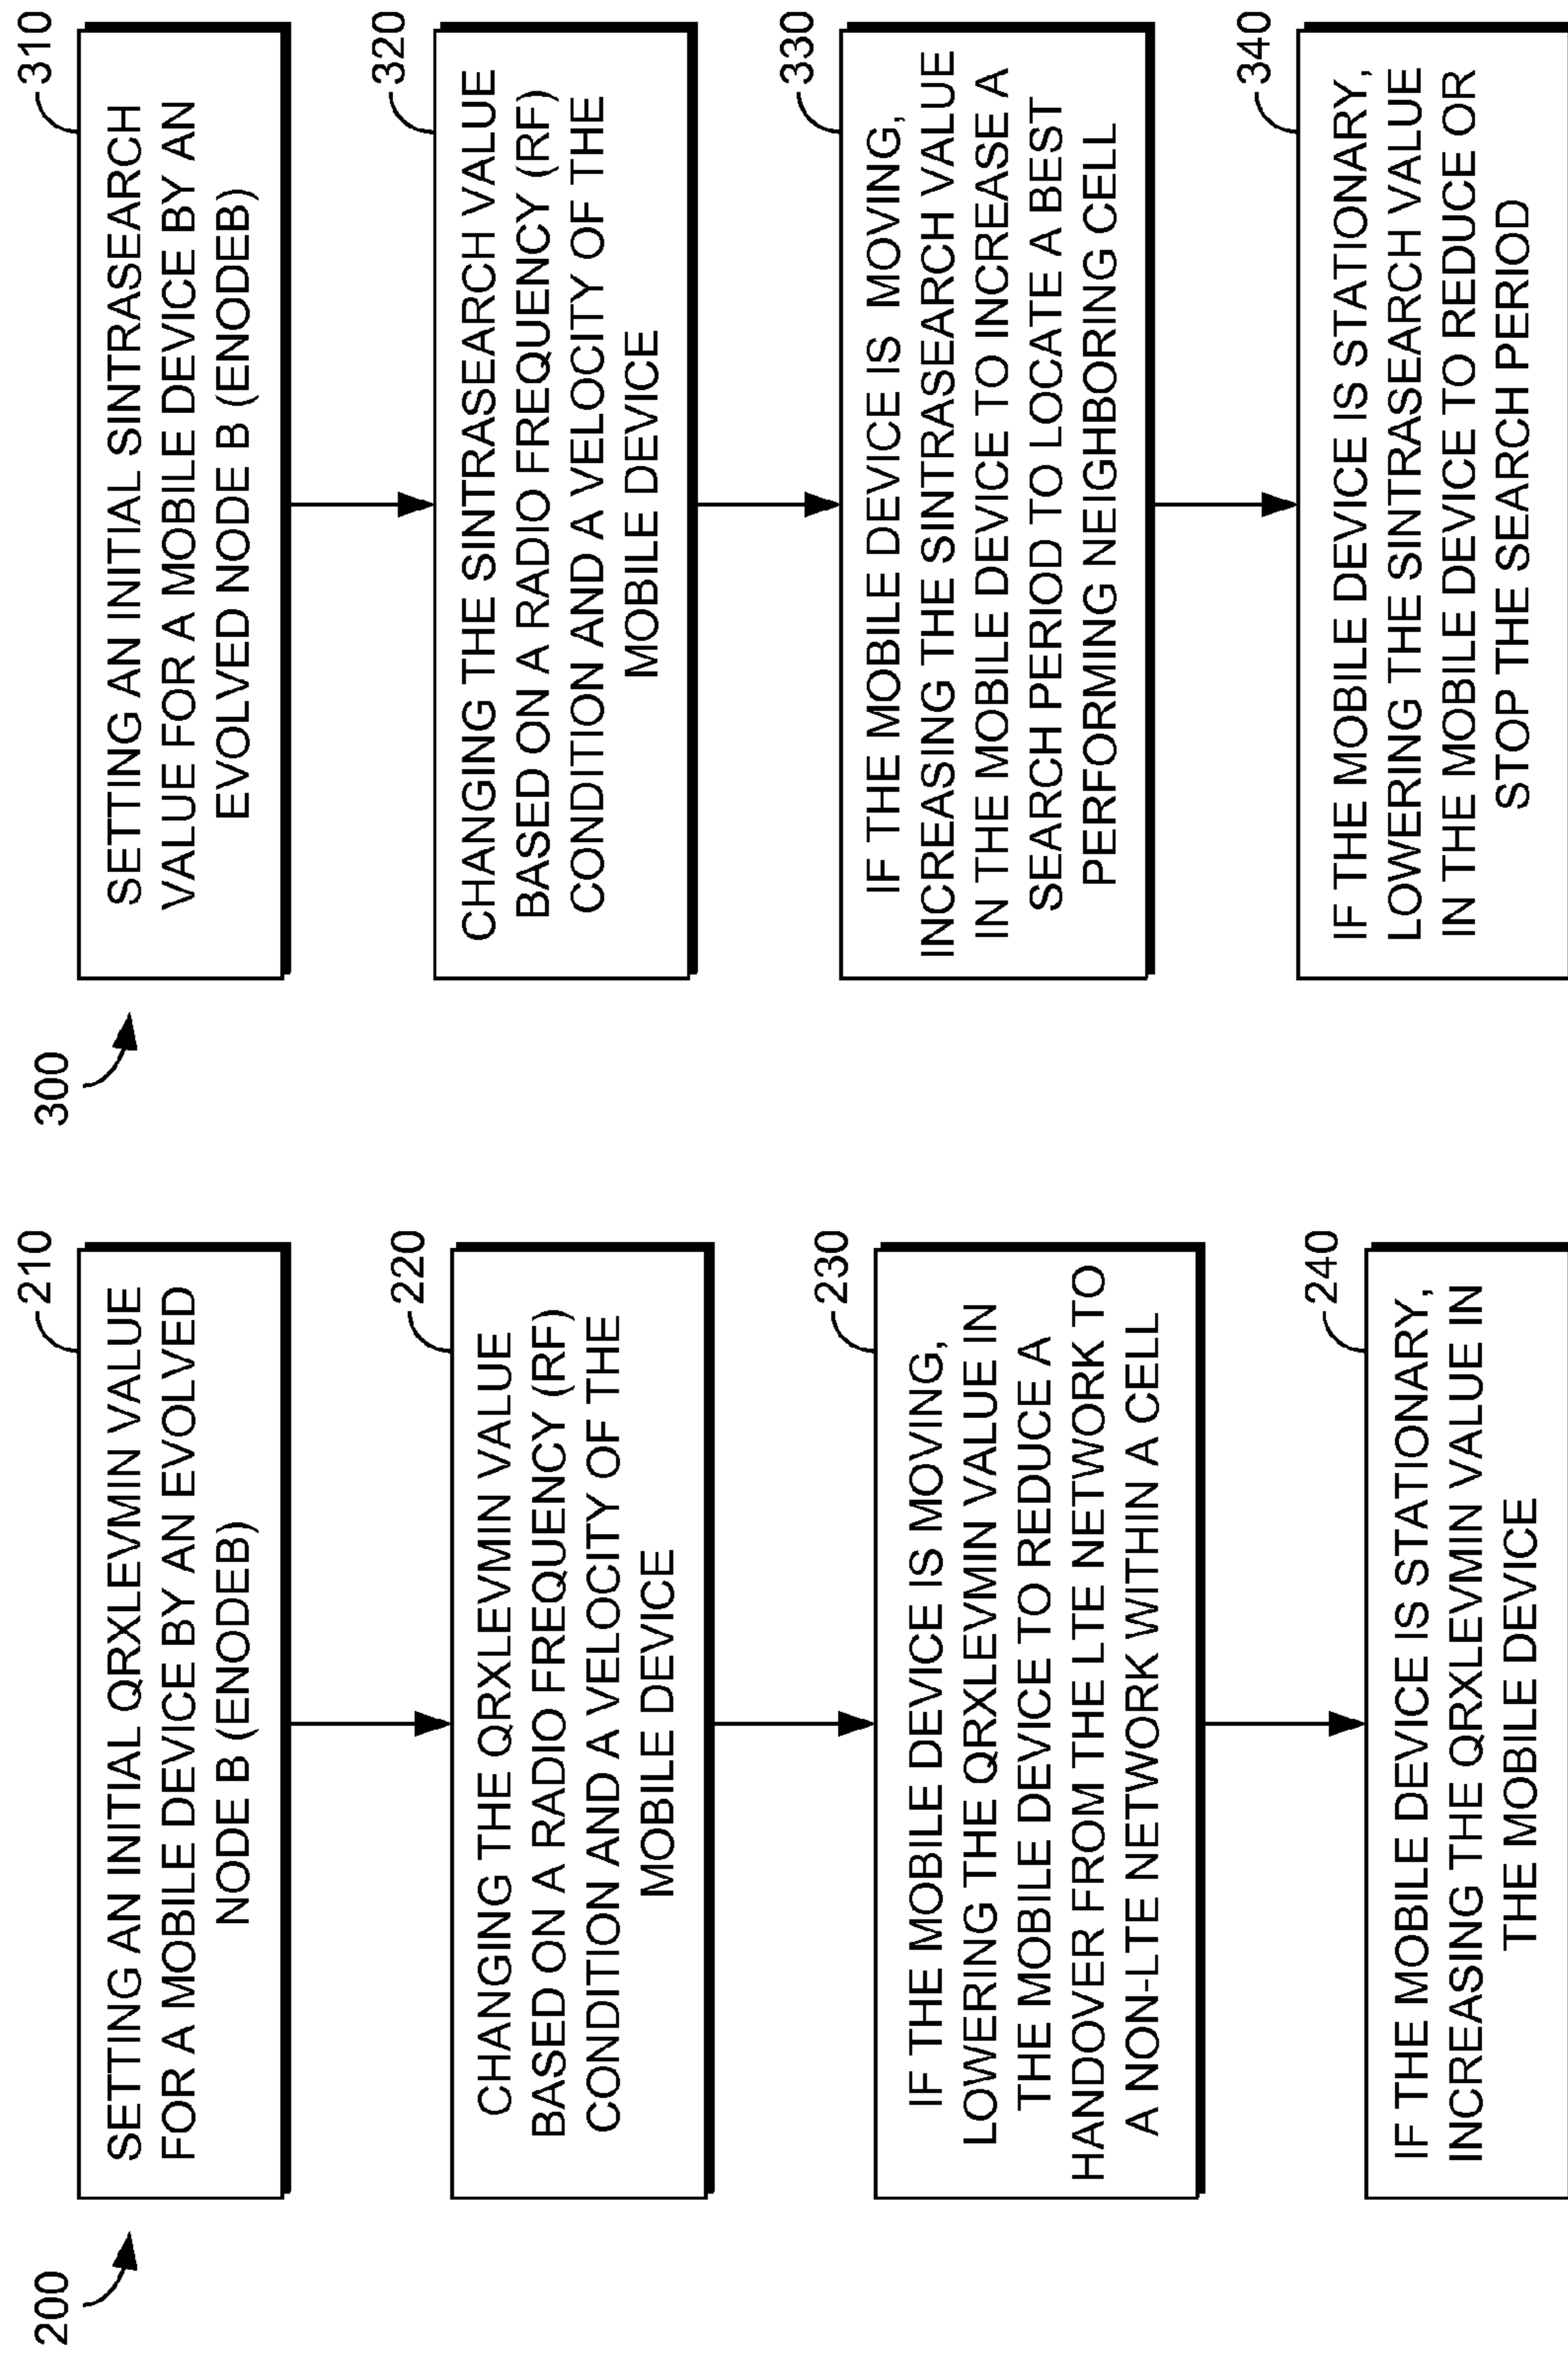 200
210
SETTING AN INITIAL QRXLEVMIN VALUE
FOR A MOBILE DEVICE BY AN EVOLVED
NODE B (ENODEB)
220
CHANGING THE QRXLEVMIN VALUE
BASED ON A RADIO FREQUENCY (RF)
CONDITION AND A VELOCITY OF THE
MOBILE DEVICE
230
IF THE MOBILE DEVICE IS MOVING,
LOWERING THE QRXLEVMIN VALUE IN
THE MOBILE DEVICE TO REDUCE A
HANDOVER FROM THE LTE NETWORK TO
A NON-LTE NETWORK WITHIN A CELL
240
IF THE MOBILE DEVICE IS STATIONARY,
INCREASING THE QRXLEVMIN VALUE IN
THE MOBILE DEVICE
300
310
SETTING AN INITIAL SINTRASEARCH
VALUE FOR A MOBILE DEVICE BY AN
EVOLVED NODE B (ENODEB)
320
CHANGING THE SINTRASEARCH VALUE
BASED ON A RADIO FREQUENCY (RF)
CONDITION AND A VELOCITY OF THE
MOBILE DEVICE
330
IF THE MOBILE DEVICE IS MOVING,
INCREASING THE SINTRASEARCH VALUE
IN THE MOBILE DEVICE TO INCREASE A
SEARCH PERIOD TO LOCATE A BEST
PERFORMING NEIGHBORING CELL
340
IF THE MOBILE DEVICE IS STATIONARY,
LOWERING THE SINTRASEARCH VALUE
IN THE MOBILE DEVICE TO REDUCE OR
STOP THE SEARCH PERIOD